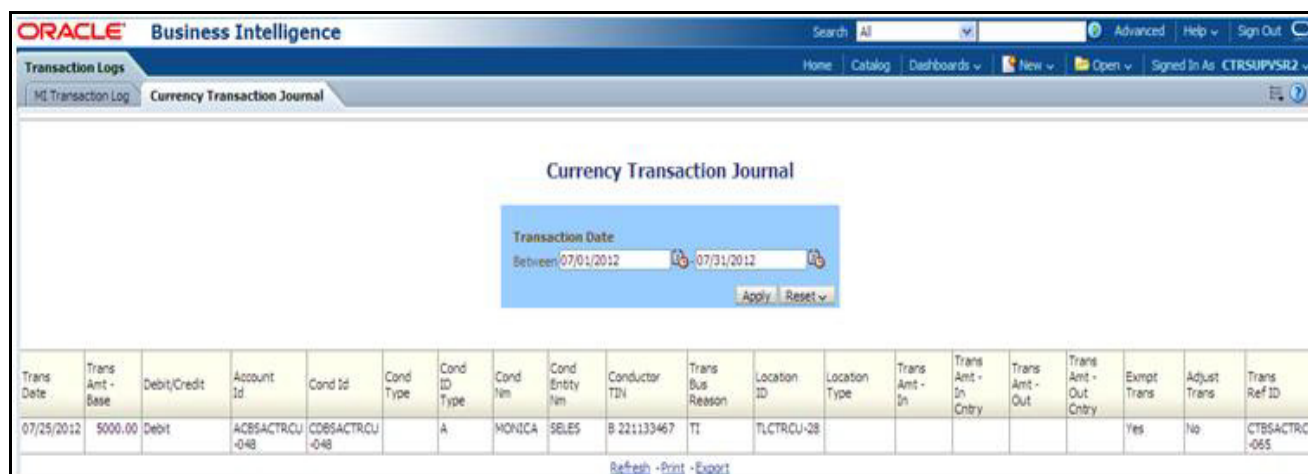 ORACLE Business Intelligence Search All Advanced Help Sign Out
Transaction Logs Home Catalog Dashboards New Open Signed In As CTRSUPVSR2
MI Transaction Log Currency Transaction Journal
Currency Transaction Journal
Transaction Date
Between 07/01/2012 - 07/31/2012
Apply Reset
Trans Date Trans Amt - Base Debit/Credit Account Id Cond Id Cond Type Cond ID Type Cond Nm Cond Entity Nm Conductor TIN Trans Bus Reason Location ID Location Type Trans Amt - In Trans Amt - In Cntry Trans Amt - Out Trans Amt - Out Cntry Exmpt Trans Adjust Trans Trans Ref ID
07/25/2012 5000.00 Debit ACBSACTRCU-048 CDBSACTRCU-048 A MONICA SELES B 221133467 TI TLCTRCU-28 Yes No CTBSACTRC-065
Refresh - Print - Export